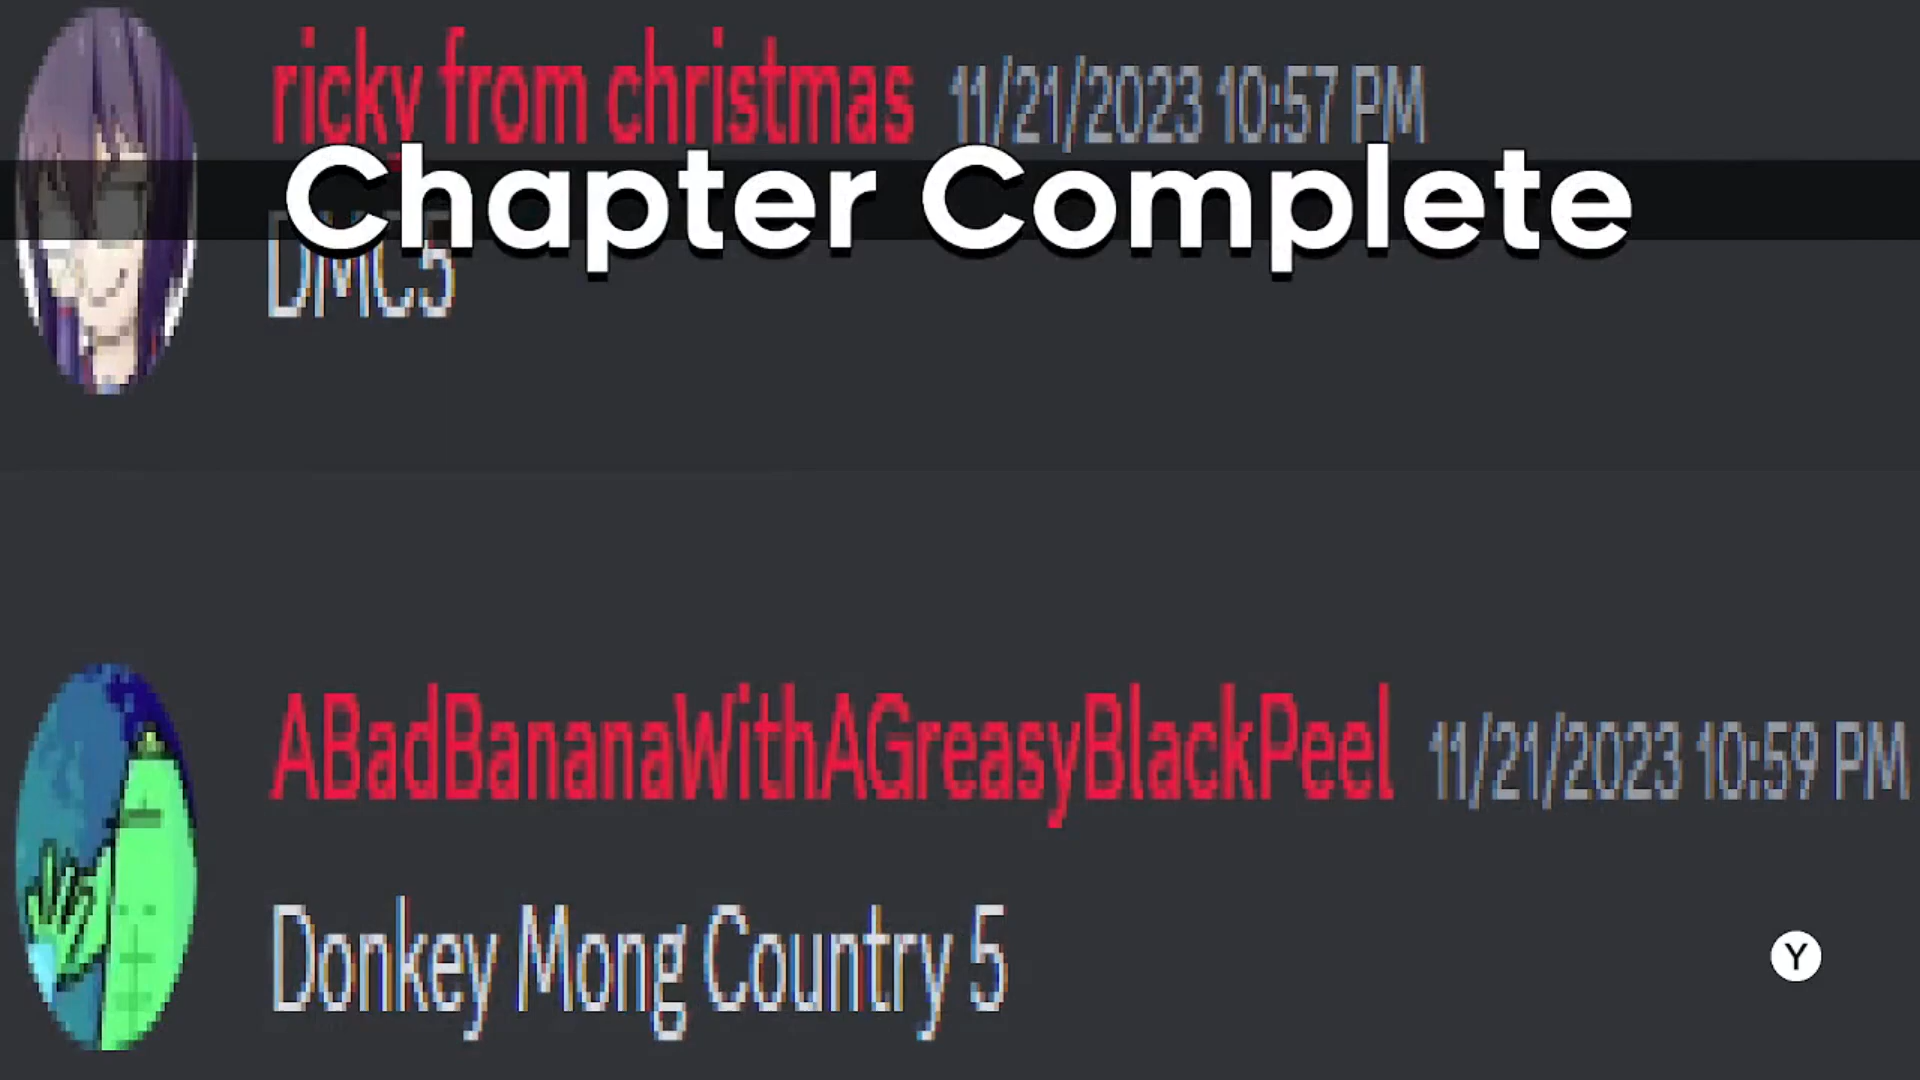 ricky from christmas 11/21/2023 10:57 PM
Chapter Complete
DMC5
ABadBananaWithAGreasyBlackPeel 11/21/2023 10:59 PM
Donkey Mong Country 5
Y